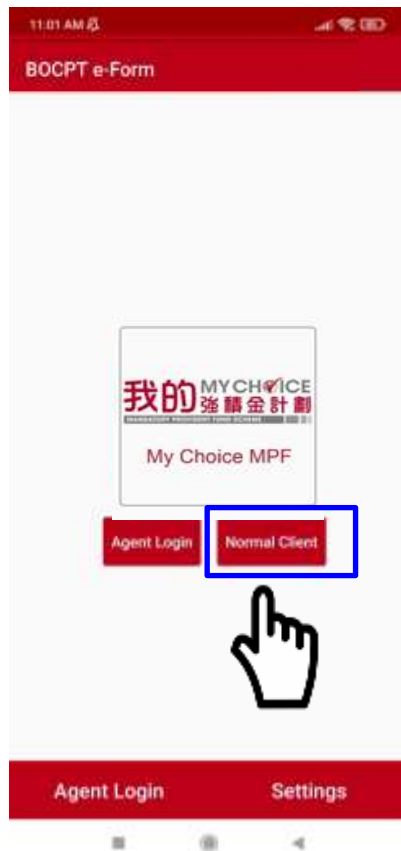 11:01 AM
BOCPT e-Form
我的 MY CHOICE
強積金計劃
MANDATORY PROVIDENT FUND SCHEME
My Choice MPF
Agent Login Normal Client
Agent Login Settings